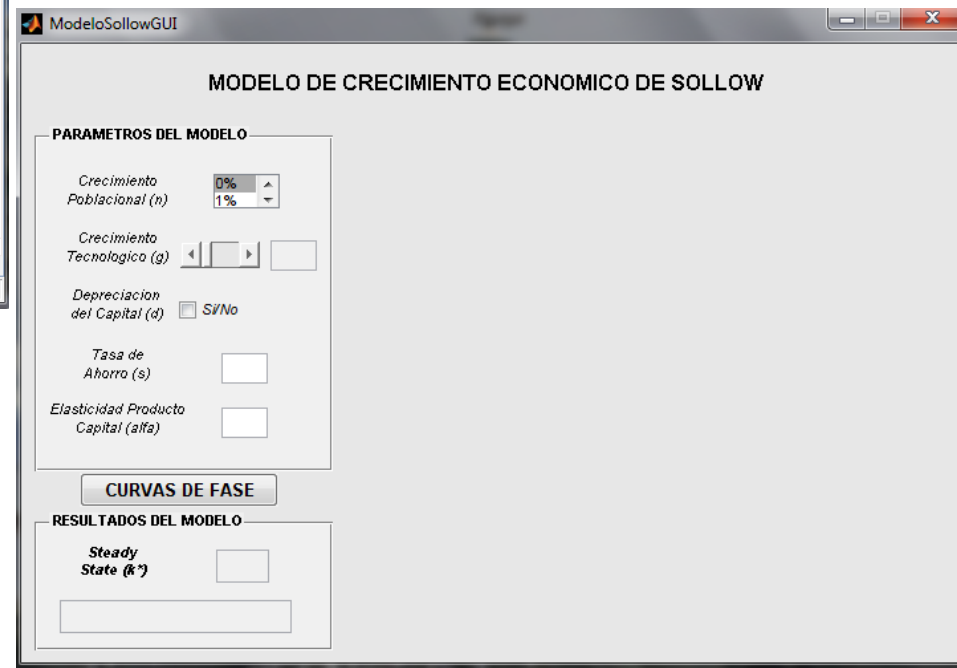 ModeloSollowGUI
MODELO DE CRECIMIENTO ECONOMICO DE SOLLOW
PARAMETROS DEL MODELO
Crecimiento
Poblacional (n)
0%
1%
Crecimiento
Tecnologico (g)
Depreciacion
del Capital (d)
Si/No
Tasa de
Ahorro (s)
Elasticidad Producto
Capital (alfa)
CURVAS DE FASE
RESULTADOS DEL MODELO
Steady
State (k*)